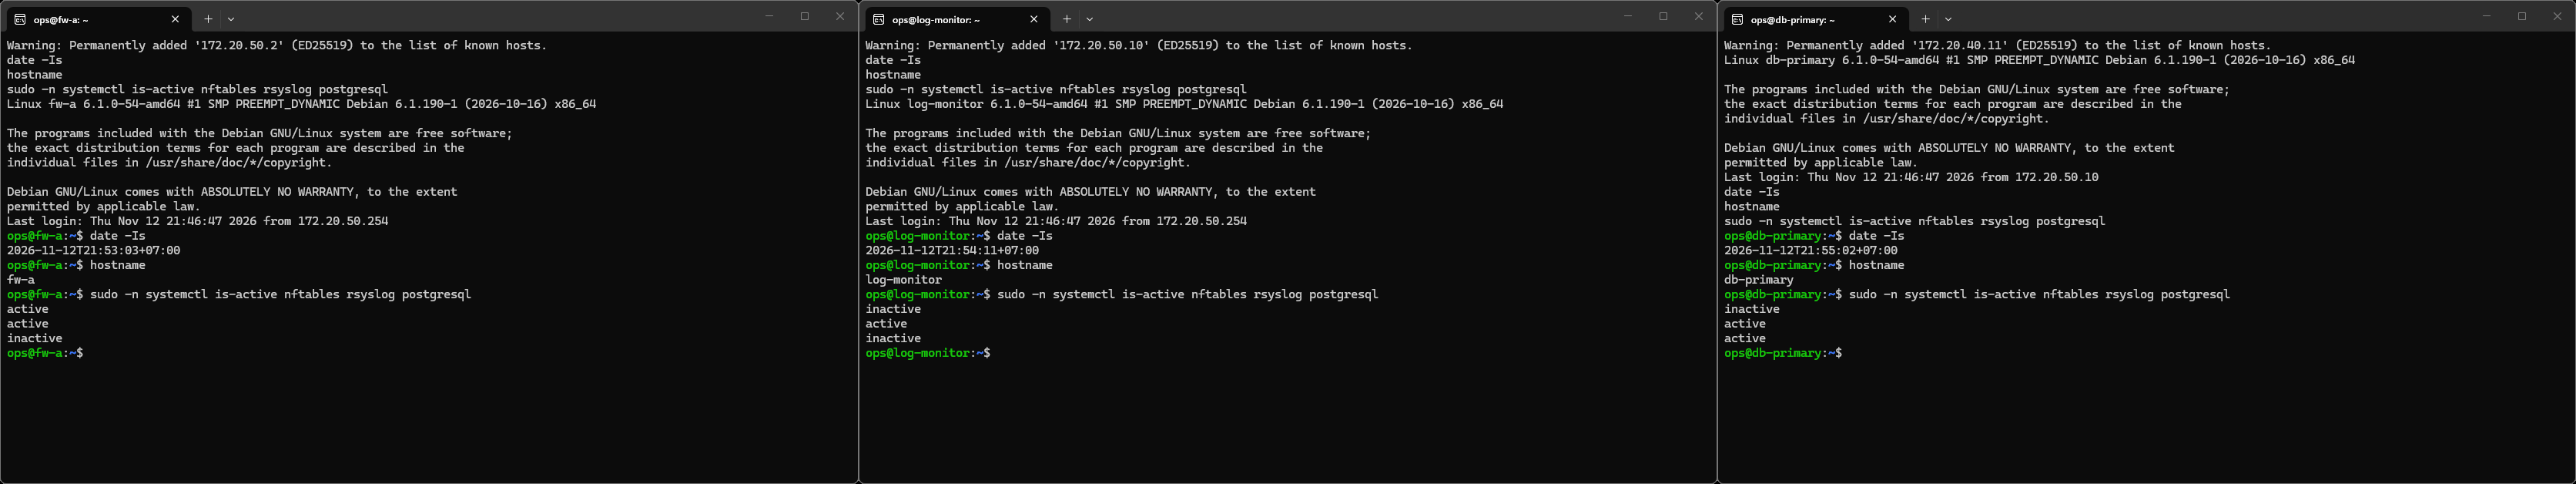 ops@fw-a: ~
Warning: Permanently added '172.20.50.2' (ED25519) to the list of known hosts.
date -Is
hostname
sudo -n systemctl is-active nftables rsyslog postgresql
Linux fw-a 6.1.0-54-amd64 #1 SMP PREEMPT_DYNAMIC Debian 6.1.190-1 (2026-10-16) x86_64
The programs included with the Debian GNU/Linux system are free software;
the exact distribution terms for each program are described in the
individual files in /usr/share/doc/*/copyright.
Debian GNU/Linux comes with ABSOLUTELY NO WARRANTY, to the extent
permitted by applicable law.
Last login: Thu Nov 12 21:46:47 2026 from 172.20.50.254
ops@fw-a:~$ date -Is
2026-11-12T21:53:03+07:00
ops@fw-a:~$ hostname
fw-a
ops@fw-a:~$ sudo -n systemctl is-active nftables rsyslog postgresql
active
active
inactive
ops@fw-a:~$
ops@log-monitor: ~
Warning: Permanently added '172.20.50.10' (ED25519) to the list of known hosts.
date -Is
hostname
sudo -n systemctl is-active nftables rsyslog postgresql
Linux log-monitor 6.1.0-54-amd64 #1 SMP PREEMPT_DYNAMIC Debian 6.1.190-1 (2026-10-16) x86_64
The programs included with the Debian GNU/Linux system are free software;
the exact distribution terms for each program are described in the
individual files in /usr/share/doc/*/copyright.
Debian GNU/Linux comes with ABSOLUTELY NO WARRANTY, to the extent
permitted by applicable law.
Last login: Thu Nov 12 21:46:47 2026 from 172.20.50.254
ops@log-monitor:~$ date -Is
2026-11-12T21:54:11+07:00
ops@log-monitor:~$ hostname
log-monitor
ops@log-monitor:~$ sudo -n systemctl is-active nftables rsyslog postgresql
inactive
active
inactive
ops@log-monitor:~$
ops@db-primary: ~
Warning: Permanently added '172.20.40.11' (ED25519) to the list of known hosts.
Linux db-primary 6.1.0-54-amd64 #1 SMP PREEMPT_DYNAMIC Debian 6.1.190-1 (2026-10-16) x86_64
The programs included with the Debian GNU/Linux system are free software;
the exact distribution terms for each program are described in the
individual files in /usr/share/doc/*/copyright.
Debian GNU/Linux comes with ABSOLUTELY NO WARRANTY, to the extent
permitted by applicable law.
Last login: Thu Nov 12 21:46:47 2026 from 172.20.50.10
date -Is
hostname
sudo -n systemctl is-active nftables rsyslog postgresql
ops@db-primary:~$ date -Is
2026-11-12T21:55:02+07:00
ops@db-primary:~$ hostname
db-primary
ops@db-primary:~$ sudo -n systemctl is-active nftables rsyslog postgresql
inactive
active
active
ops@db-primary:~$